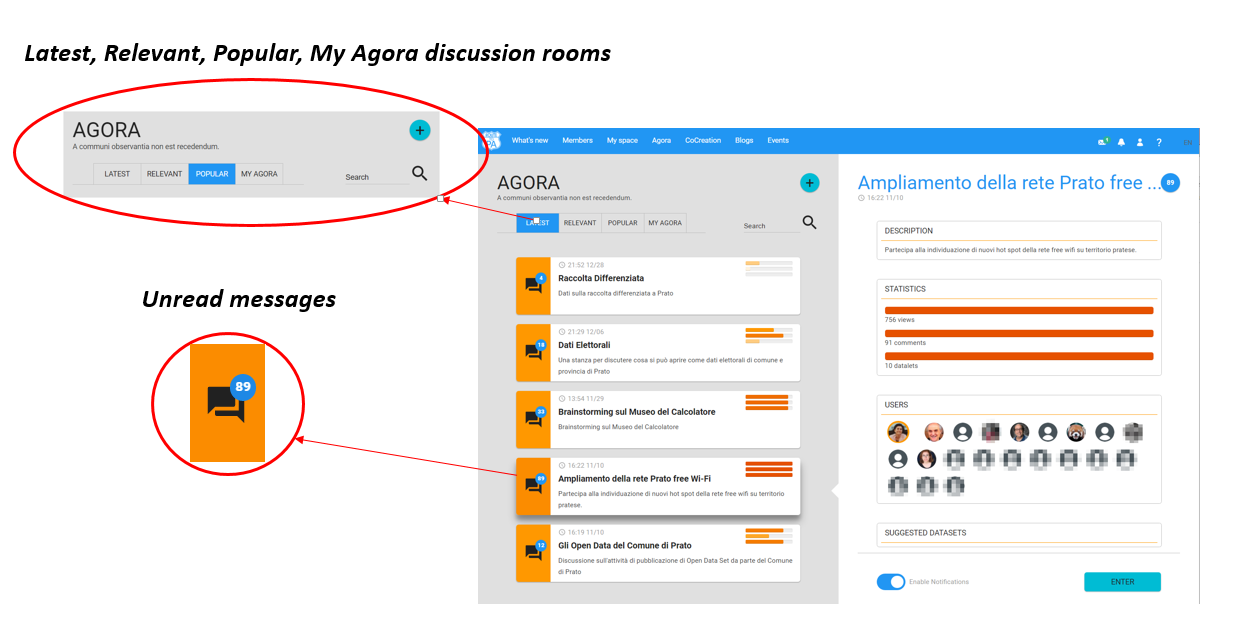 Latest, Relevant, Popular, My Agora discussion rooms
AGORA
A communi observantia non est recedendum.
LATEST RELEVANT POPULAR MY AGORA Search
Unread messages
89
What's new Members My space Agora CoCreation Blogs Events EN
AGORA
A communi observantia non est recedendum.
LATEST RELEVANT POPULAR MY AGORA Search
21:52 12/28
4
Raccolta Differenziata
Dati sulla raccolta differenziata a Prato
21:29 12/06
18
Dati Elettorali
Una stanza per discutere cosa si può aprire come dati elettorali di comune e
provincia di Prato
13:54 11/29
33
Brainstorming sul Museo del Calcolatore
Brainstorming sul Museo del Calcolatore
16:22 11/10
89
Ampliamento della rete Prato free Wi-Fi
Partecipa alla individuazione di nuovi hot spot della rete free wifi su territorio
pratese.
16:19 11/10
12
Gli Open Data del Comune di Prato
Discussione sull'attività di pubblicazione di Open Data Set da parte del Comune
di Prato
Ampliamento della rete Prato free ... 89
16:22 11/10
DESCRIPTION
Partecipa alla individuazione di nuovi hot spot della rete free wifi su territorio pratese.
STATISTICS
756 views
91 comments
10 datalets
USERS
SUGGESTED DATASETS
Enable Notifications ENTER